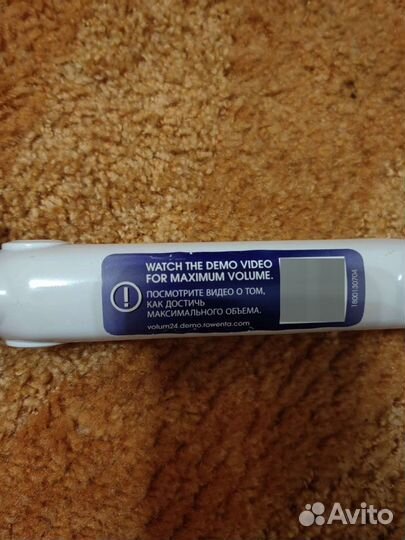 WATCH THE DEMO VIDEO
FOR MAXIMUM VOLUME.
ПОСМОТРИТЕ ВИДЕО О ТОМ,
КАК ДОСТИЧЬ
МАКСИМАЛЬНОГО ОБЪЕМА.
volum24.demo.rowenta.com
1800130704
Avito